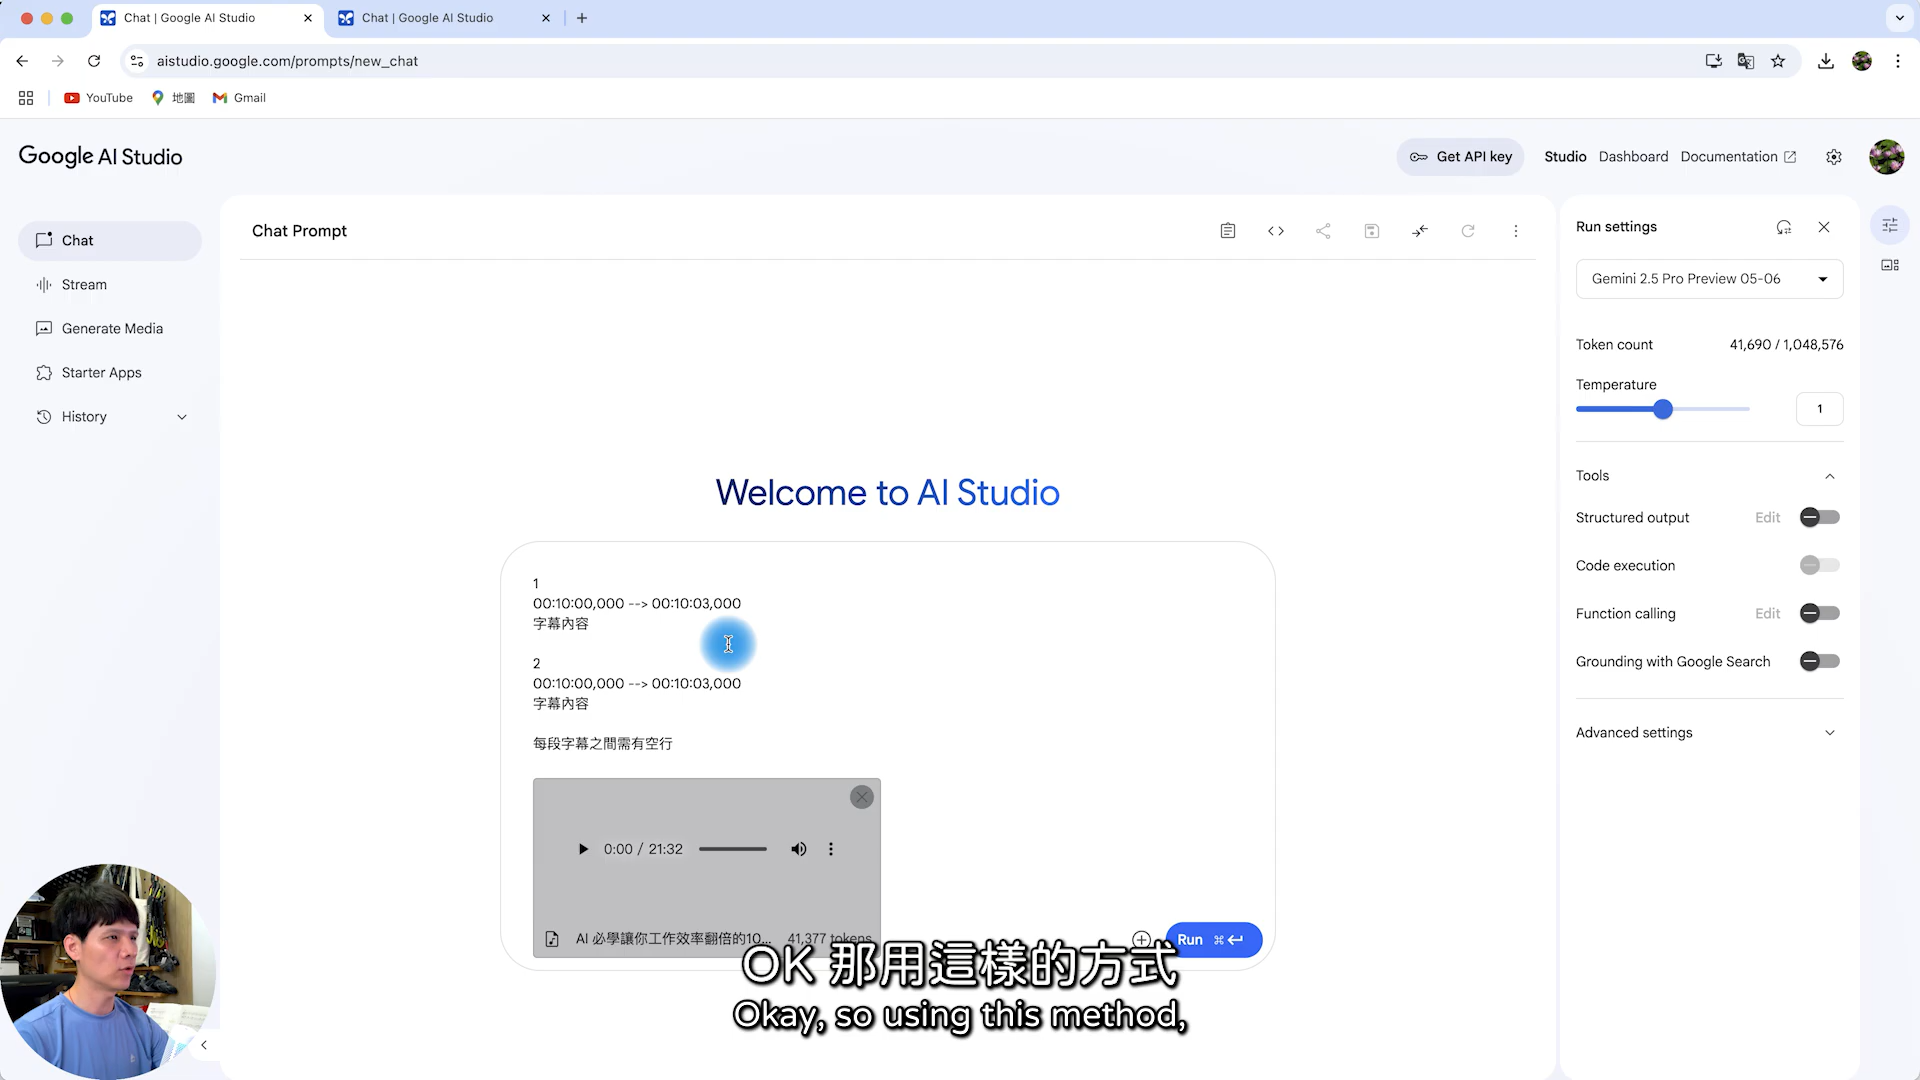 Chat | Google AI Studio
Chat | Google AI Studio
aistudio.google.com/prompts/new_chat
YouTube
地圖
Gmail
Google AI Studio
Get API key
Studio
Dashboard
Documentation
Chat
Stream
Generate Media
Starter Apps
History
Chat Prompt
Welcome to AI Studio
1
00:10:00,000 --> 00:10:03,000
字幕內容
2
00:10:00,000 --> 00:10:03,000
字幕內容
每段字幕之間需有空行
0:00 / 21:32
AI 必學讓你工作效率翻倍的10... 41,377 tokens
Run ⌘↵
Run settings
Gemini 2.5 Pro Preview 05-06
Token count 41,690 / 1,048,576
Temperature
1
Tools
Structured output Edit
Code execution
Function calling Edit
Grounding with Google Search
Advanced settings
OK 那用這樣的方式
Okay, so using this method,